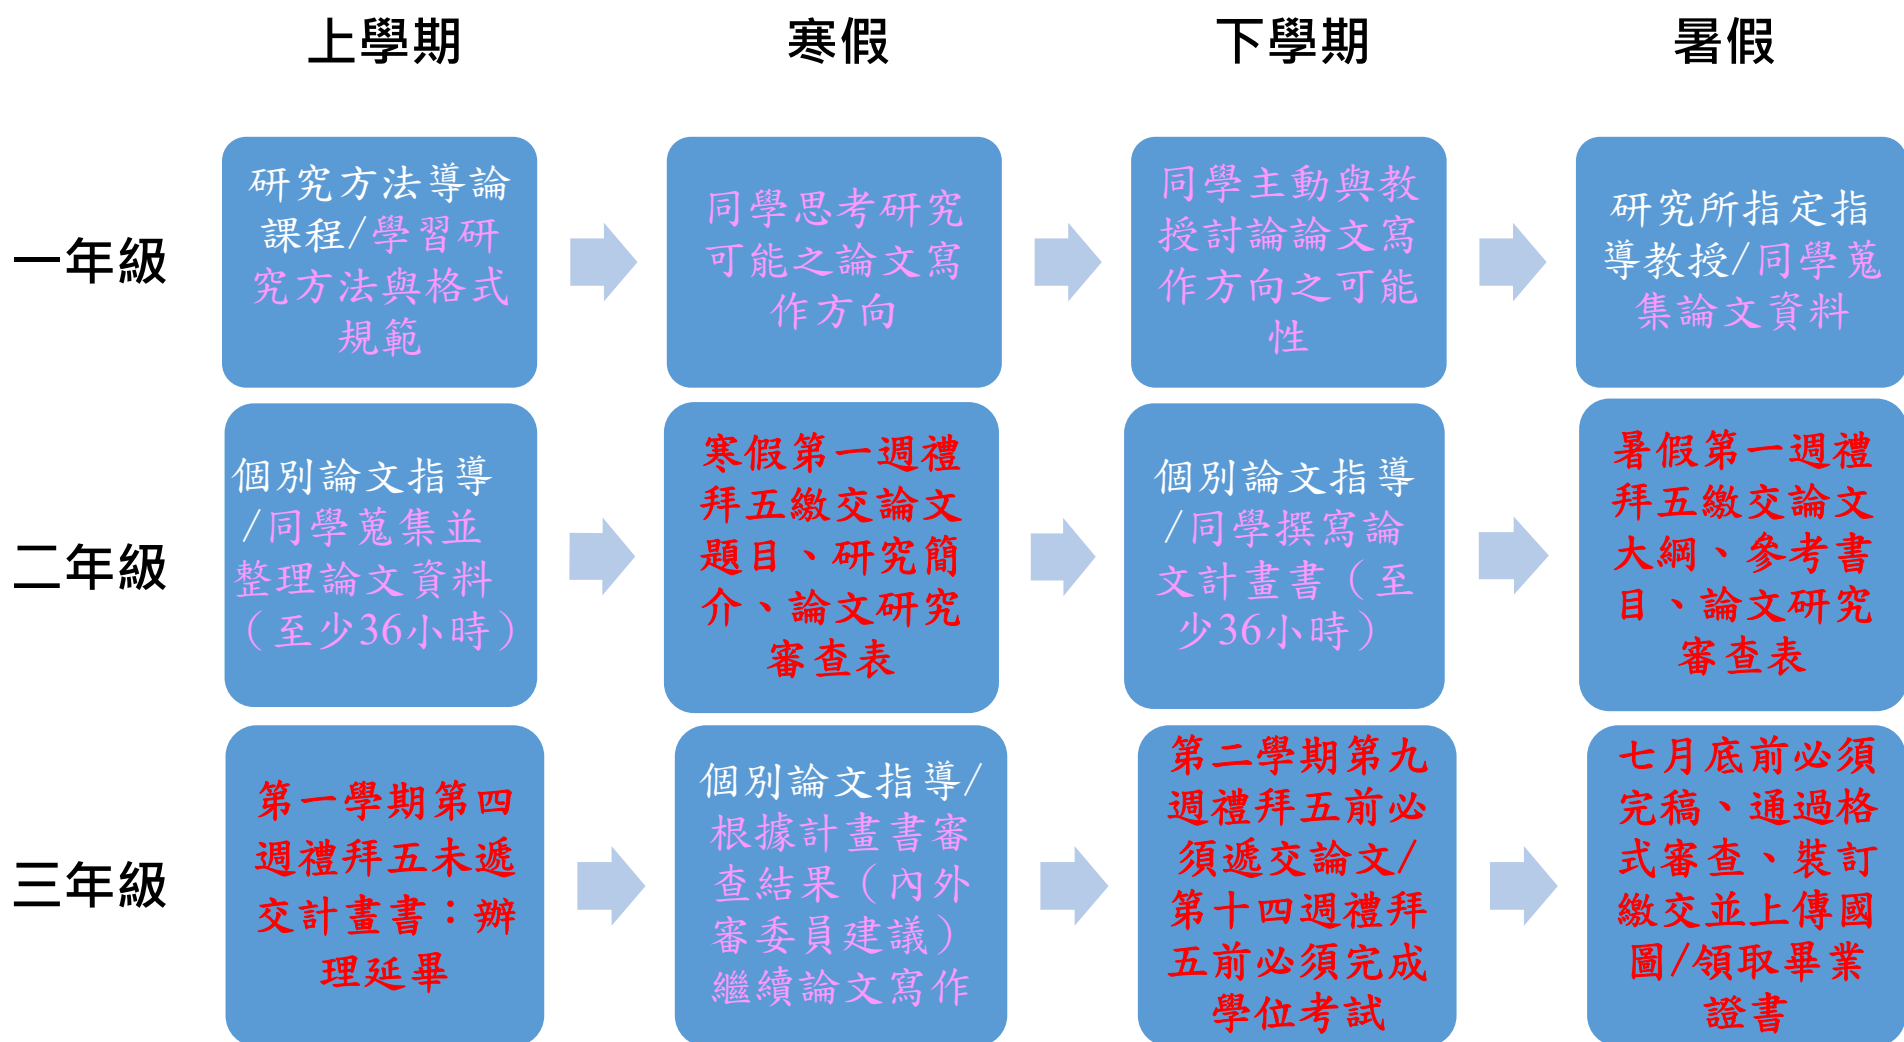 上學期
寒假
下學期
暑假
一年級
研究方法導論
課程/學習研
究方法與格式
規範
同學思考研究
可能之論文寫
作方向
同學主動與教
授討論論文寫
作方向之可能
性
研究所指定指
導教授/同學蒐
集論文資料
二年級
個別論文指導
/同學蒐集並
整理論文資料
（至少36小時）
寒假第一週禮
拜五繳交論文
題目、研究簡
介、論文研究
審查表
個別論文指導
/同學撰寫論
文計畫書（至
少36小時）
暑假第一週禮
拜五繳交論文
大綱、參考書
目、論文研究
審查表
三年級
第一學期第四
週禮拜五未遞
交計畫書：辦
理延畢
個別論文指導/
根據計畫書審
查結果（內外
審委員建議）
繼續論文寫作
第二學期第九
週禮拜五前必
須遞交論文/
第十四週禮拜
五前必須完成
學位考試
七月底前必須
完稿、通過格
式審查、裝訂
繳交並上傳國
圖/領取畢業
證書